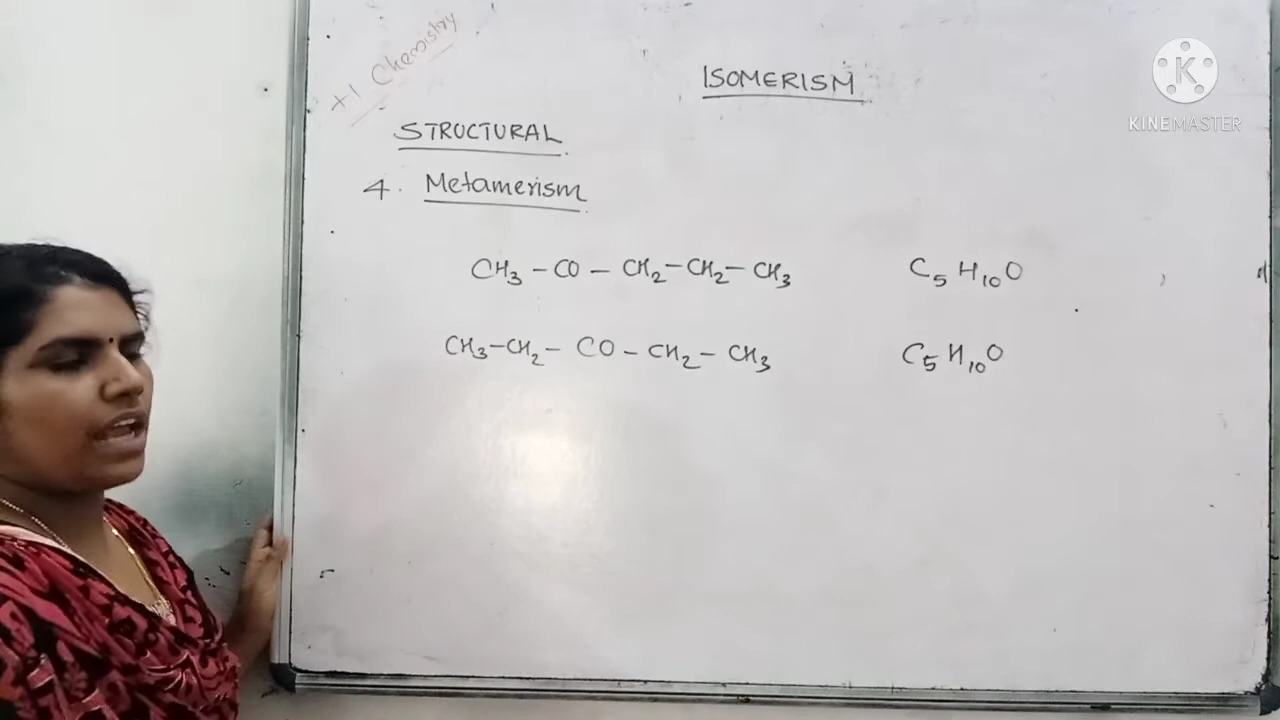 +1 Chemistry
ISOMERISM
STRUCTURAL
4. Metamerism
CH₃ – CO – CH₂ – CH₂ – CH₃ C₅H₁₀O
CH₃ – CH₂ – CO – CH₂ – CH₃ C₅H₁₀O
K
KINEMASTER